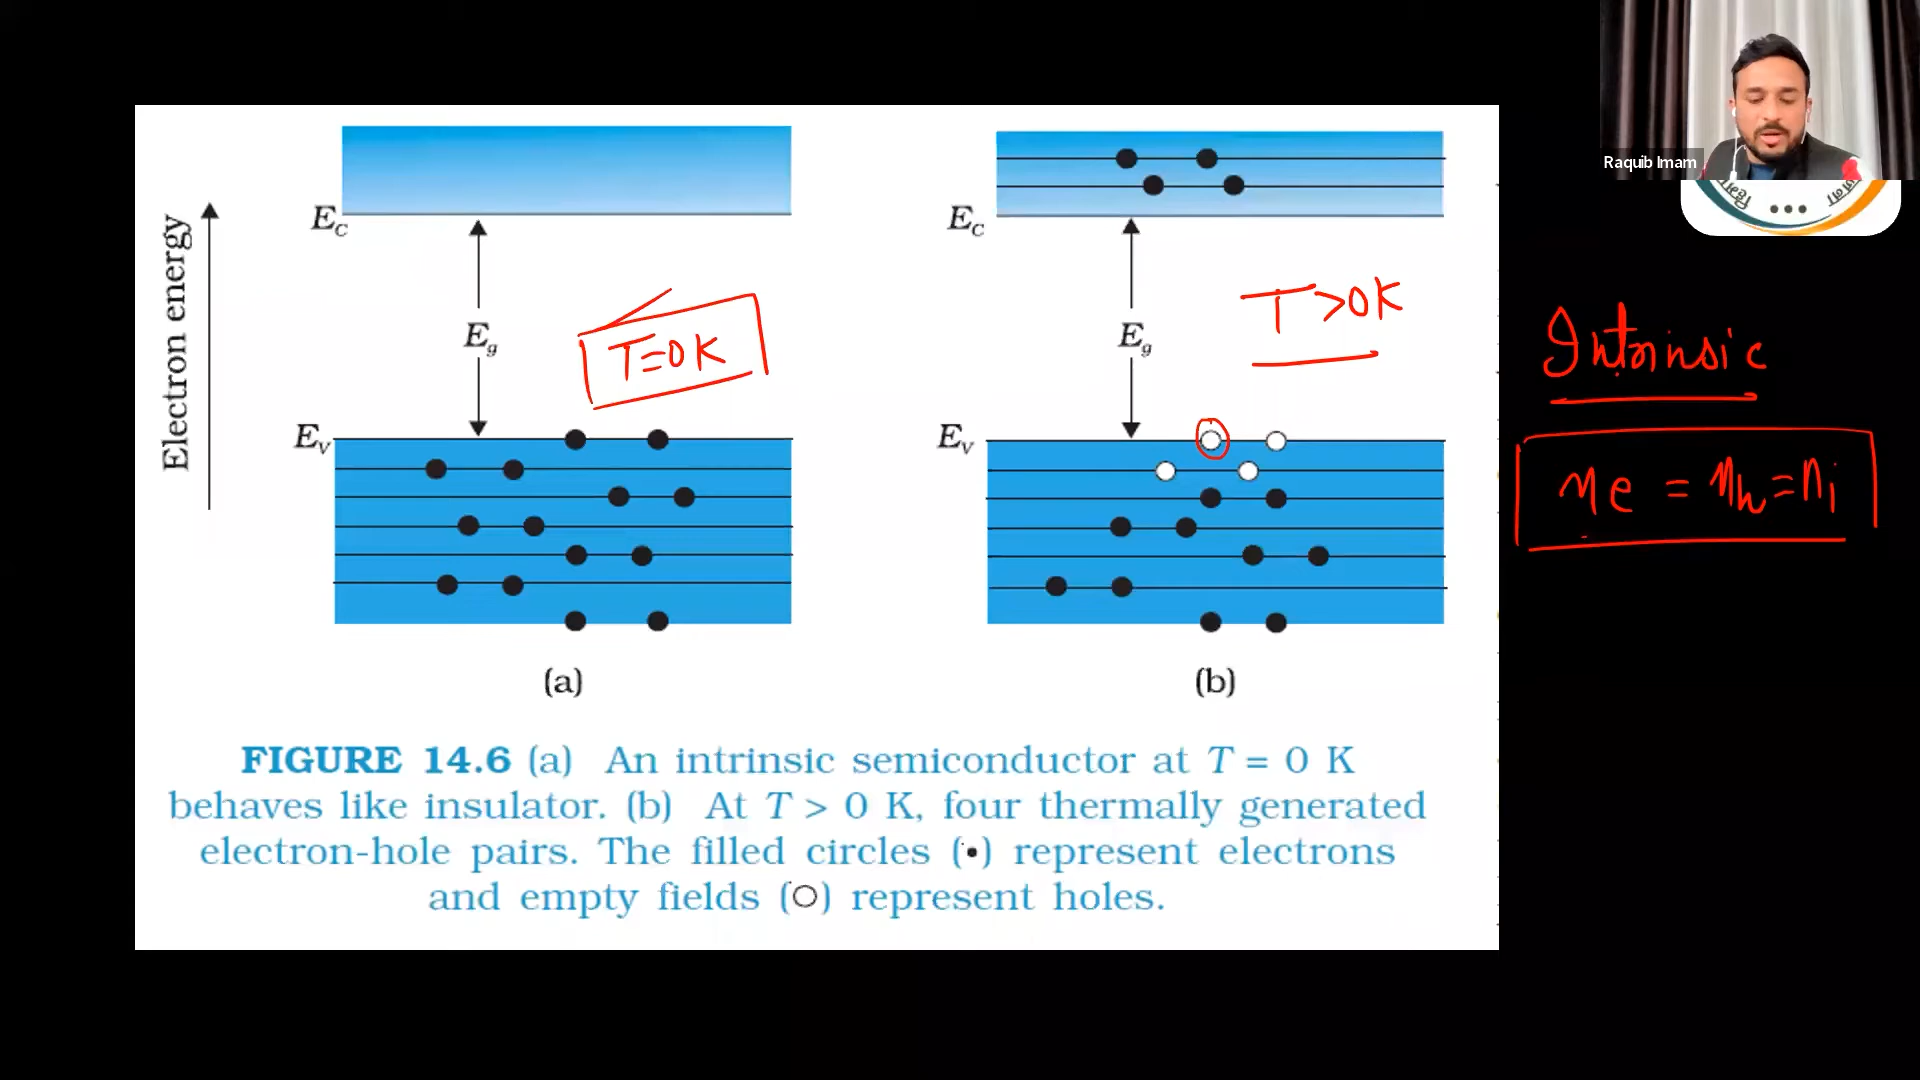 Raquib Imam
Electron energy
E_C
E_g
T=0K
E_V
(a)
E_C
T>0K
E_g
E_V
(b)
Intrinsic
ne = nh = ni
FIGURE 14.6 (a) An intrinsic semiconductor at T = 0 K
behaves like insulator. (b) At T > 0 K, four thermally generated
electron-hole pairs. The filled circles (•) represent electrons
and empty fields (○) represent holes.